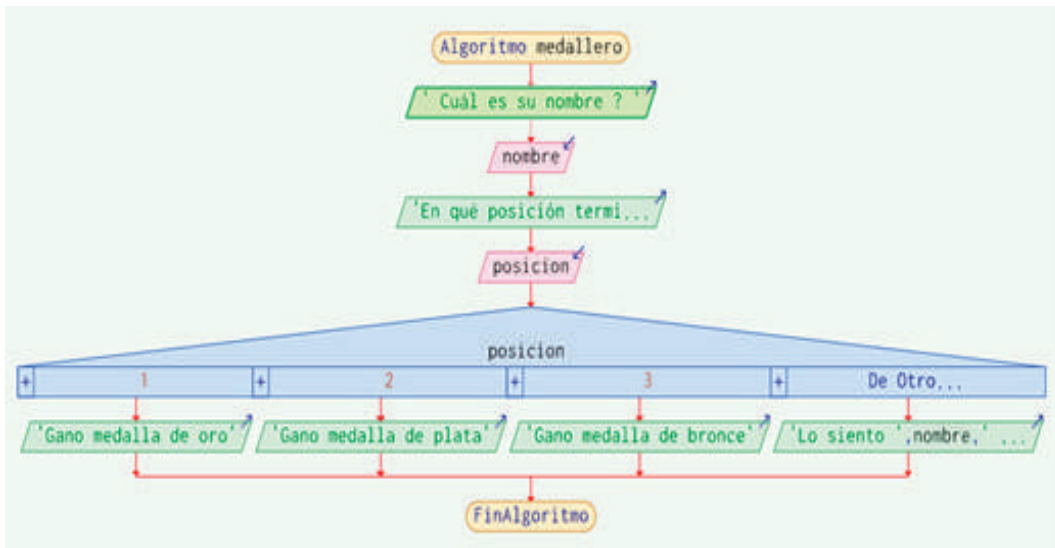 Algoritmo medallero
' Cuál es su nombre ? '
nombre
'En qué posición termi...
posicion
posicion
+ 1 + 2 + 3 + De Otro...
'Gano medalla de oro' 'Gano medalla de plata' 'Gano medalla de bronce' 'Lo siento ',nombre,' ...
FinAlgoritmo